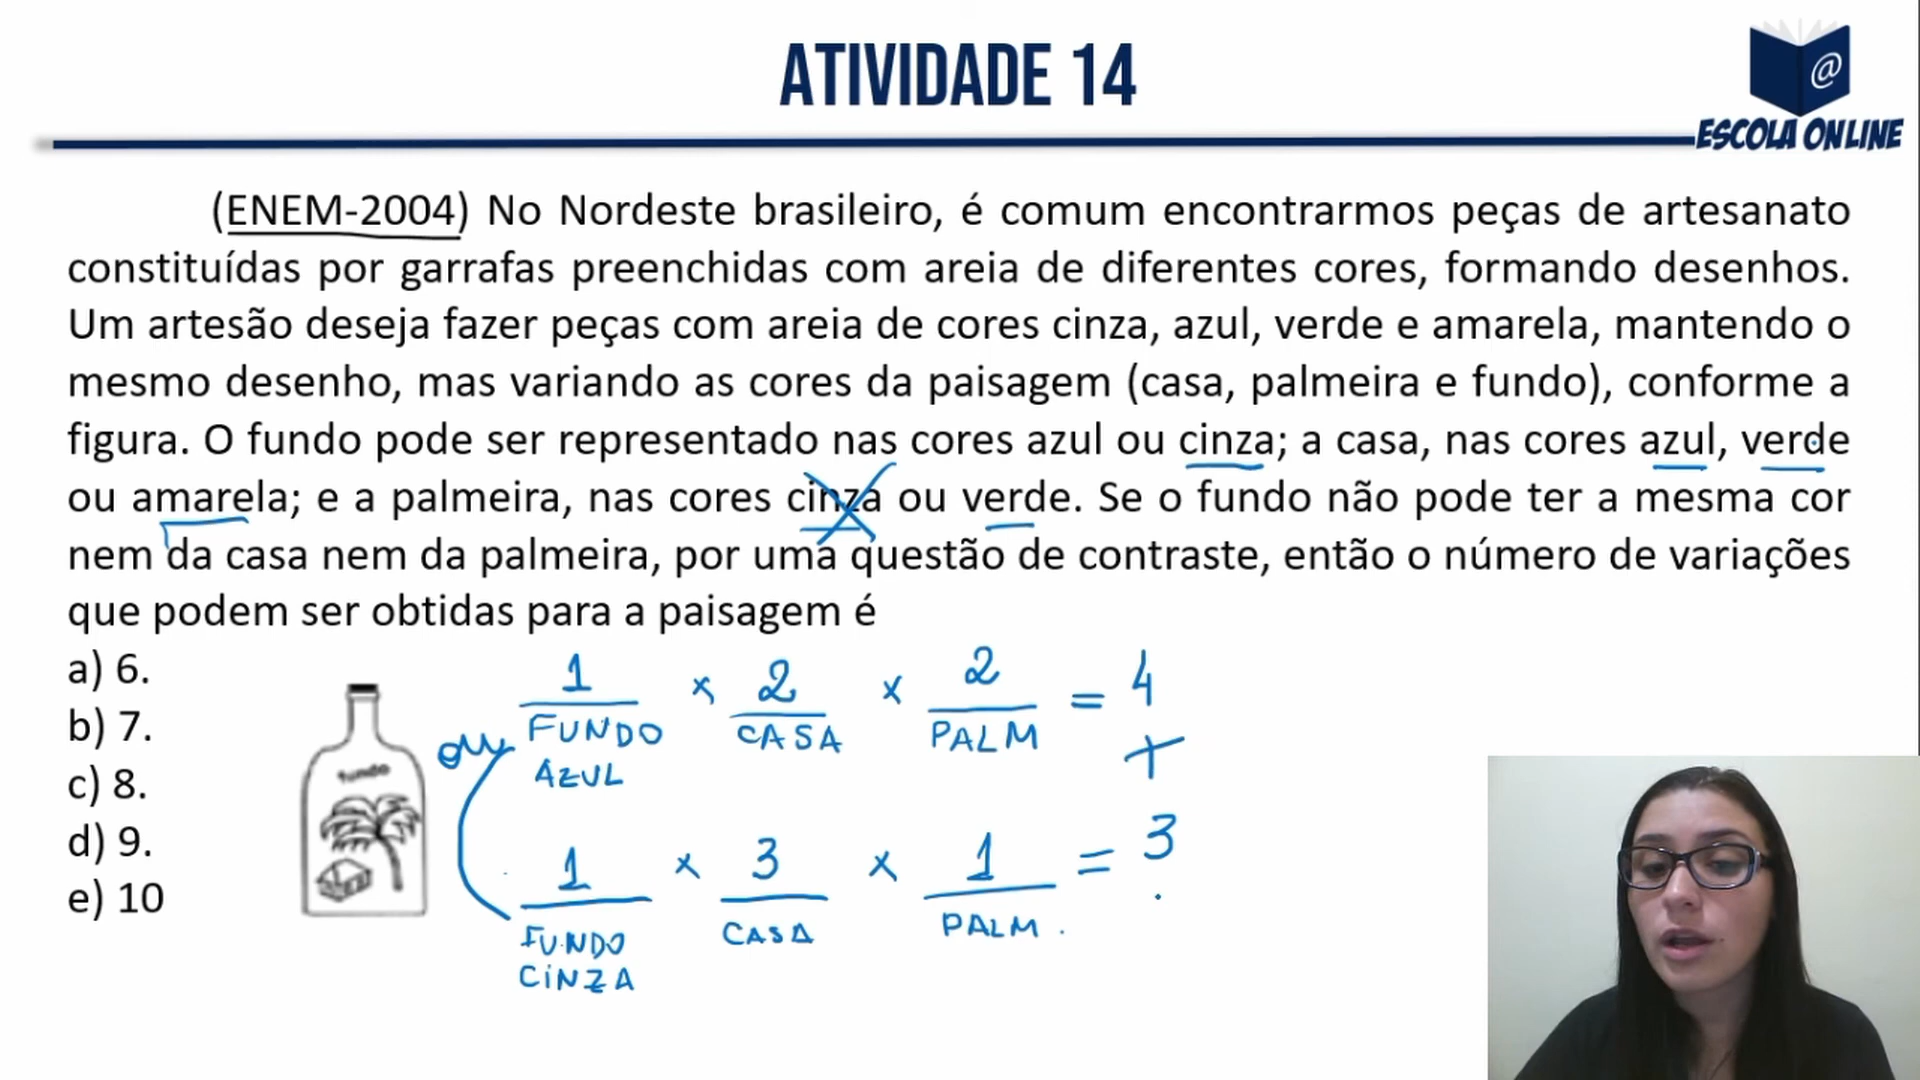 ATIVIDADE 14
@
ESCOLA ONLINE
(ENEM-2004) No Nordeste brasileiro, é comum encontrarmos peças de artesanato
constituídas por garrafas preenchidas com areia de diferentes cores, formando desenhos.
Um artesão deseja fazer peças com areia de cores cinza, azul, verde e amarela, mantendo o
mesmo desenho, mas variando as cores da paisagem (casa, palmeira e fundo), conforme a
figura. O fundo pode ser representado nas cores azul ou cinza; a casa, nas cores azul, verde
ou amarela; e a palmeira, nas cores cinza ou verde. Se o fundo não pode ter a mesma cor
nem da casa nem da palmeira, por uma questão de contraste, então o número de variações
que podem ser obtidas para a paisagem é
a) 6.
b) 7.
c) 8.
d) 9.
e) 10
fundo
ou
1 × 2 × 2 = 4
FUNDO CASA PALM
AZUL
+
1 × 3 × 1 = 3
FUNDO CASA PALM.
CINZA